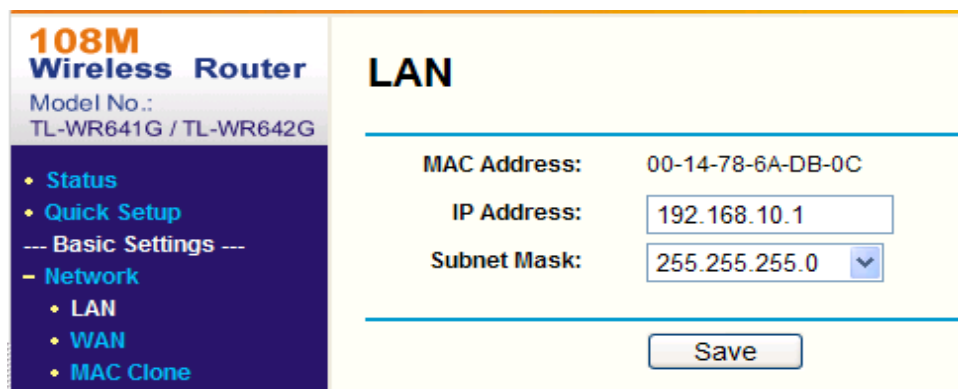 108M
Wireless Router
Model No.:
TL-WR641G / TL-WR642G
• Status
• Quick Setup
--- Basic Settings ---
– Network
• LAN
• WAN
• MAC Clone
LAN
MAC Address: 00-14-78-6A-DB-0C
IP Address: 192.168.10.1
Subnet Mask: 255.255.255.0
Save